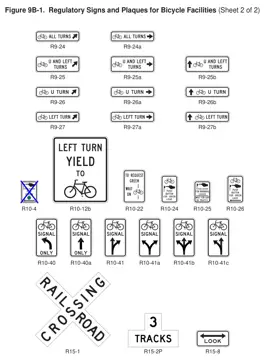 Figure 9B-1. Regulatory Signs and Plaques for Bicycle Facilities (Sheet 2 of 2)
ALL TURNS
ALL TURNS
R9-24
R9-24a
U AND LEFT
TURNS
U AND LEFT
TURNS
U AND LEFT
TURNS
R9-25
R9-25a
R9-25b
U TURN
U TURN
U TURN
R9-26
R9-26a
R9-26b
LEFT TURN
LEFT TURN
LEFT TURN
R9-27
R9-27a
R9-27b
LEFT TURN
YIELD
TO
TO REQUEST
GREEN
WAIT
ON
R10-4
R10-12b
R10-22
R10-24
R10-25
R10-26
SIGNAL
SIGNAL
SIGNAL
SIGNAL
SIGNAL
SIGNAL
ONLY
ONLY
R10-40
R10-40a
R10-41
R10-41a
R10-41b
R10-41c
RAILROAD
CROSSING
3
TRACKS
LOOK
R15-1
R15-2P
R15-8